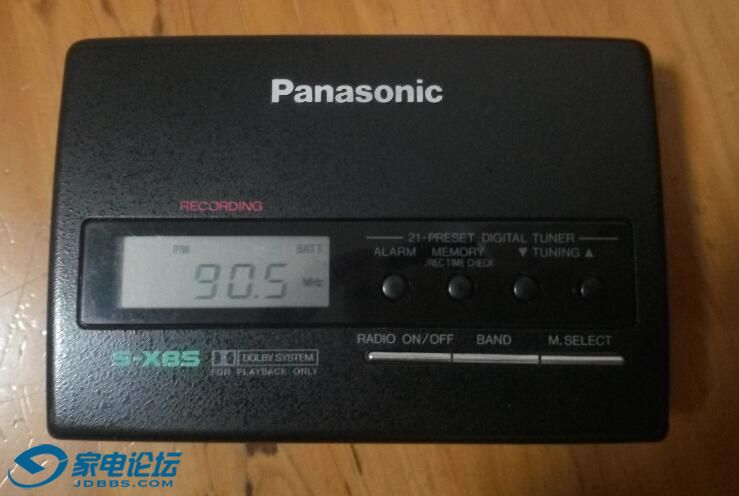 Panasonic
RECORDING
21-PRESET DIGITAL TUNER
ALARM MEMORY ▼ TUNING ▲
/REC TIME CHECK
FM BATT
90.5 MHz
RADIO ON/OFF BAND M.SELECT
S-XBS DOLBY SYSTEM
FOR PLAYBACK ONLY
家电论坛
JDBBS.COM